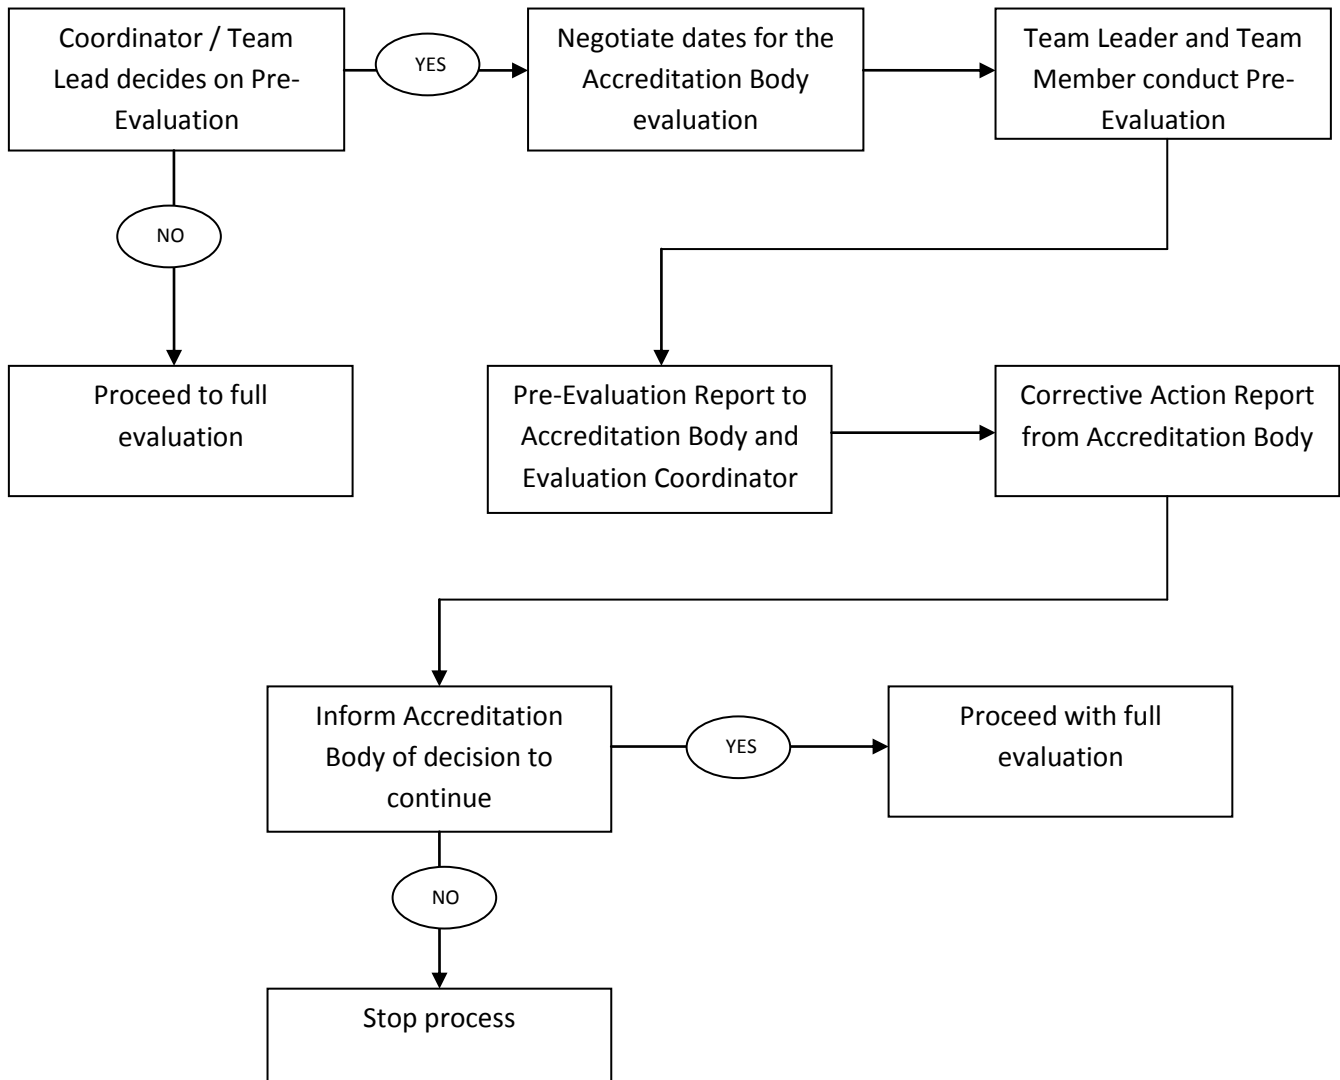 Coordinator / Team
Lead decides on Pre-
Evaluation
YES
Negotiate dates for the
Accreditation Body
evaluation
Team Leader and Team
Member conduct Pre-
Evaluation
NO
Proceed to full
evaluation
Pre-Evaluation Report to
Accreditation Body and
Evaluation Coordinator
Corrective Action Report
from Accreditation Body
Inform Accreditation
Body of decision to
continue
YES
Proceed with full
evaluation
NO
Stop process